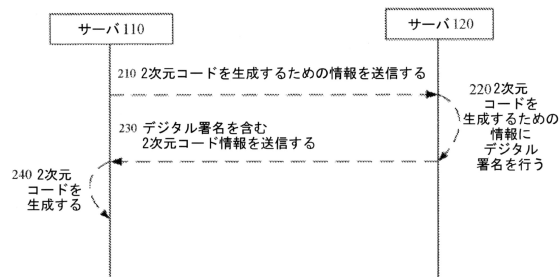 サーバ110
サーバ120
210 2次元コードを生成するための情報を送信する
220 2次元
コードを
生成するための
情報に
デジタル
署名を行う
230 デジタル署名を含む
2次元コード情報を送信する
240 2次元
コードを
生成する